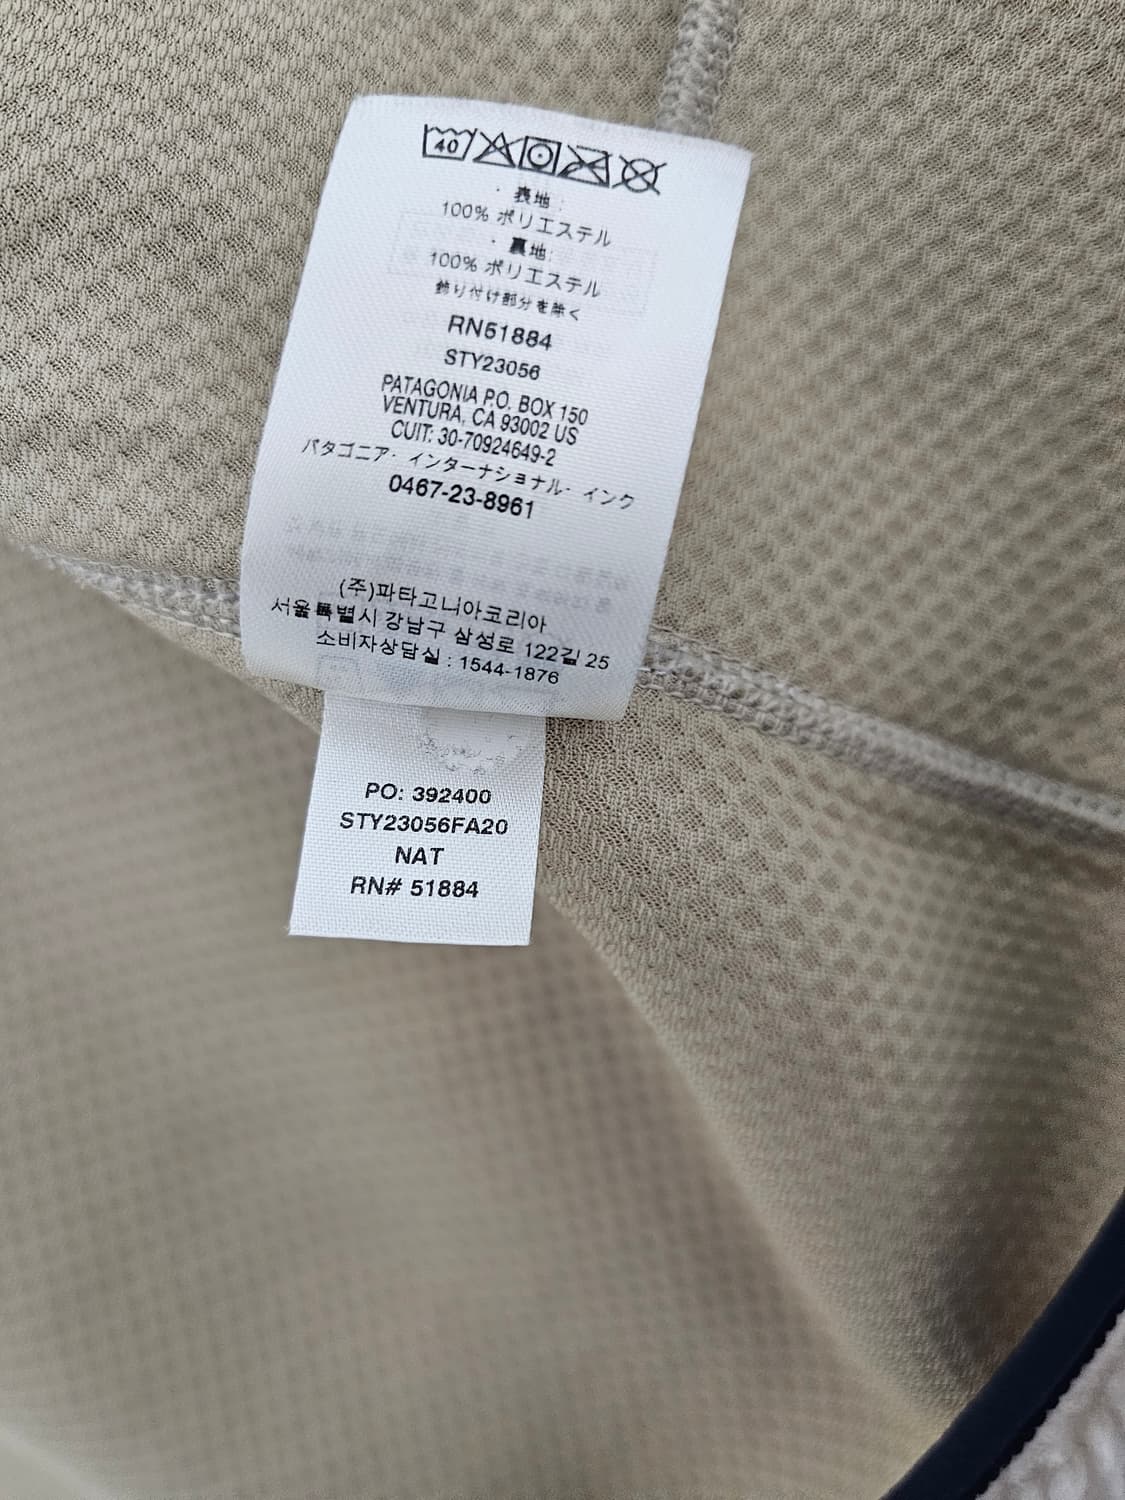 40
· 表地:
100% ポリエステル
· 裏地:
100% ポリエステル
飾り付け部分を除く
RN51884
STY23056
PATAGONIA P.O. BOX 150
VENTURA, CA 93002 US
CUIT: 30-70924649-2
パタゴニア· インターナショナル· インク
0467-23-8961
(주)파타고니아코리아
서울특별시 강남구 삼성로 122길 25
소비자상담실 : 1544-1876
PO: 392400
STY23056FA20
NAT
RN# 51884